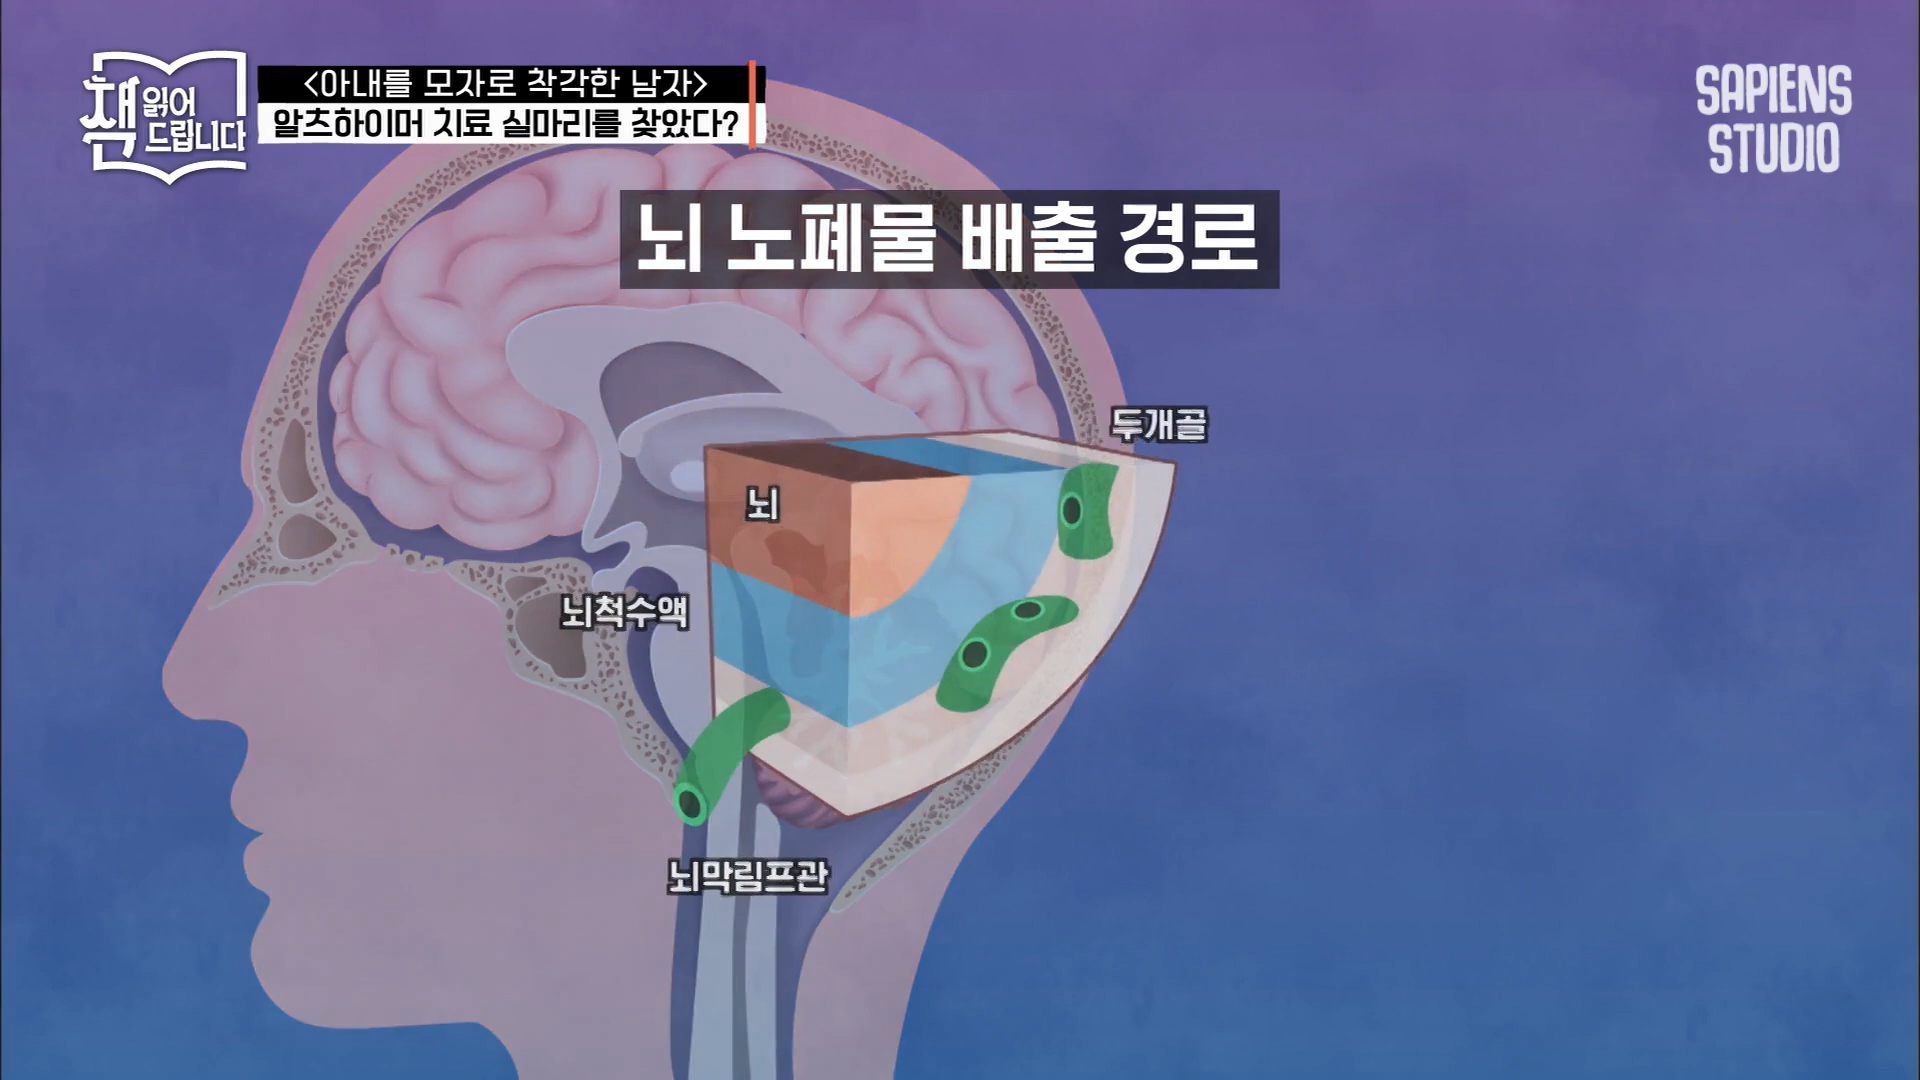 책 읽어
드립니다
<아내를 모자로 착각한 남자>
알츠하이머 치료 실마리를 찾았다?
SAPIENS
STUDIO
뇌 노폐물 배출 경로
두개골
뇌
뇌척수액
뇌막림프관